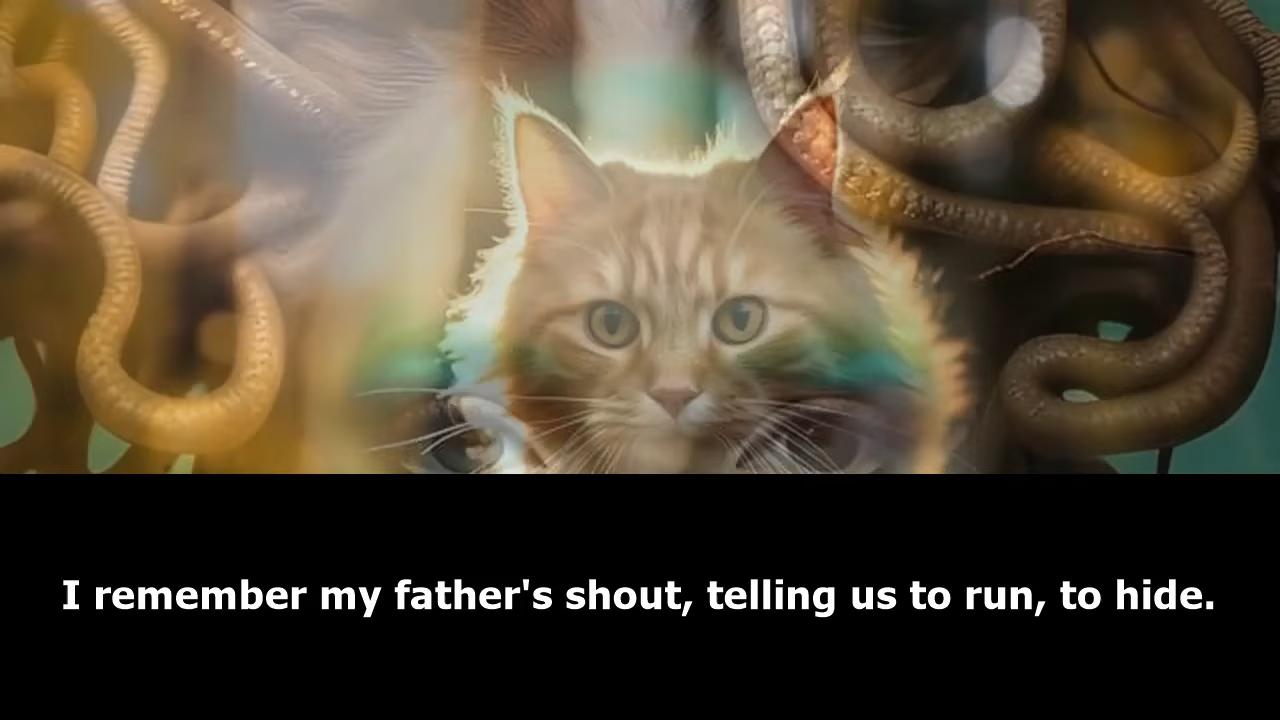 I remember my father's shout, telling us to run, to hide.